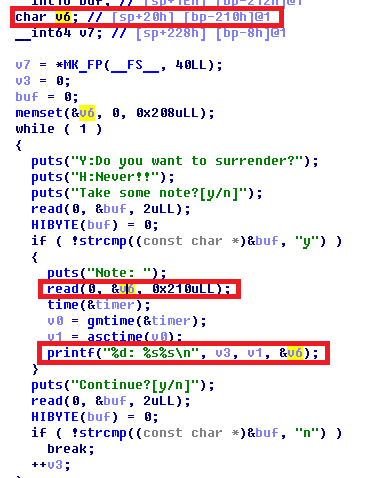 __int16 buf; // [sp+1Eh] [bp-212h]@1
char v6; // [sp+20h] [bp-210h]@1
__int64 v7; // [sp+228h] [bp-8h]@1
v7 = *MK_FP(__FS__, 40LL);
v3 = 0;
buf = 0;
memset(&v6, 0, 0x208uLL);
while ( 1 )
{
puts("Y:Do you want to surrender?");
puts("H:Never!!");
puts("Take some note?[y/n]");
read(0, &buf, 2uLL);
HIBYTE(buf) = 0;
if ( !strcmp((const char *)&buf, "y") )
{
puts("Note: ");
read(0, &v6, 0x210uLL);
time(&timer);
v0 = gmtime(&timer);
v1 = asctime(v0);
printf("%d: %s%s\n", v3, v1, &v6);
}
puts("Continue?[y/n]");
read(0, &buf, 2uLL);
HIBYTE(buf) = 0;
if ( !strcmp((const char *)&buf, "n") )
break;
++v3;